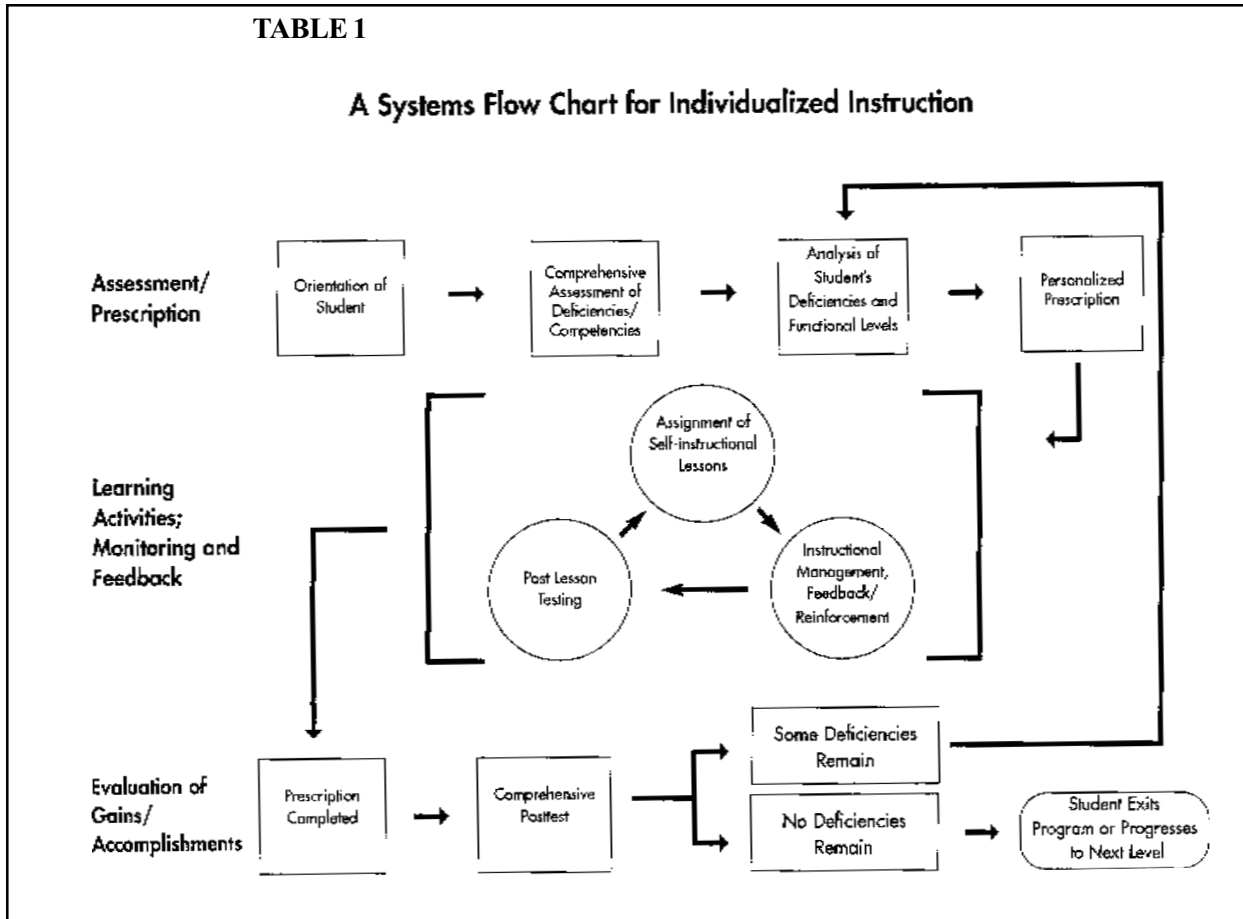 TABLE 1
A Systems Flow Chart for Individualized Instruction
Assessment/
Prescription
Orientation of
Student
Comprehensive
Assessment of
Deficiencies/
Competencies
Analysis of
Student's
Deficiencies and
Functional Levels
Personalized
Prescription
Learning
Activities;
Monitoring and
Feedback
Assignment of
Self-instructional
Lessons
Post Lesson
Testing
Instructional
Management,
Feedback/
Reinforcement
Evaluation of
Gains/
Accomplishments
Prescription
Completed
Comprehensive
Posttest
Some Deficiencies
Remain
No Deficiencies
Remain
Student Exits
Program or Progresses
to Next Level